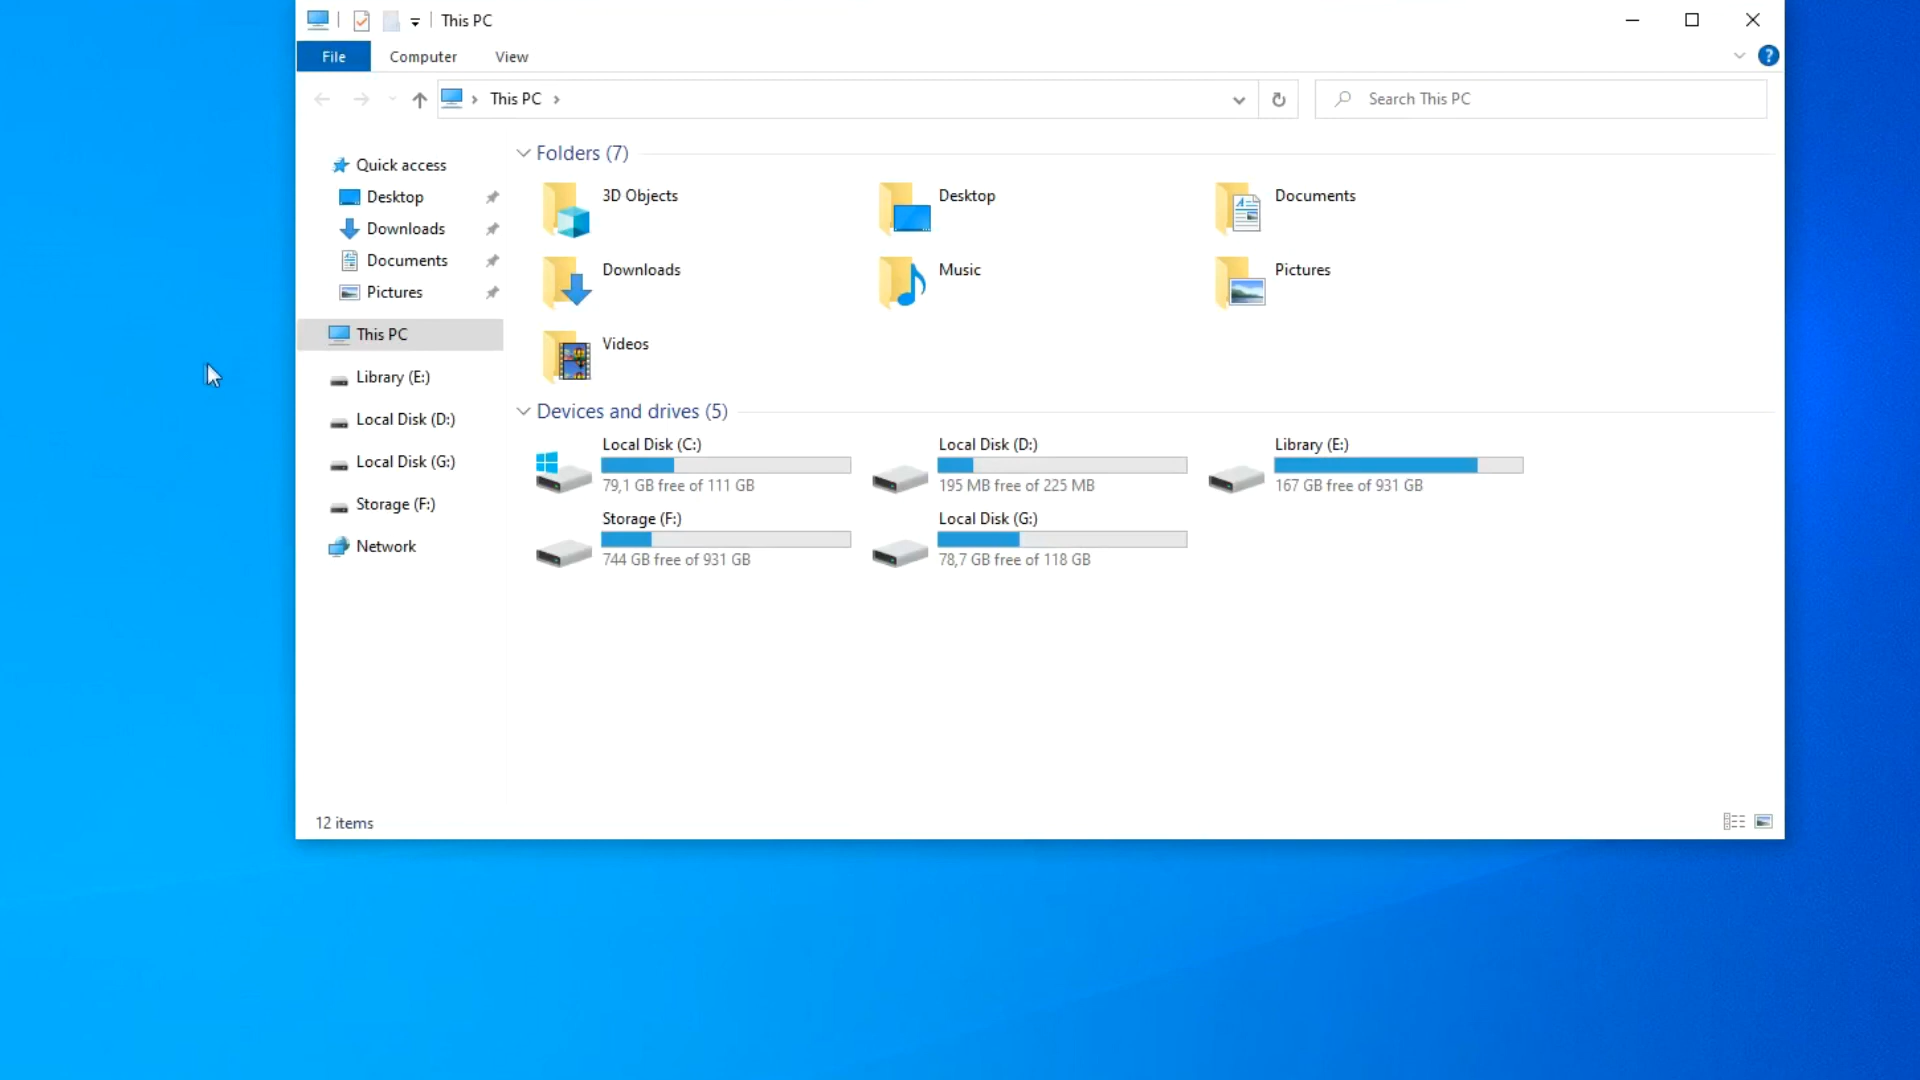 This PC
File
Computer
View
?
This PC
Search This PC
Quick access
Desktop
Downloads
Documents
Pictures
This PC
Library (E:)
Local Disk (D:)
Local Disk (G:)
Storage (F:)
Network
Folders (7)
3D Objects
Desktop
Documents
Downloads
Music
Pictures
Videos
Devices and drives (5)
Local Disk (C:)
79,1 GB free of 111 GB
Local Disk (D:)
195 MB free of 225 MB
Library (E:)
167 GB free of 931 GB
Storage (F:)
744 GB free of 931 GB
Local Disk (G:)
78,7 GB free of 118 GB
12 items